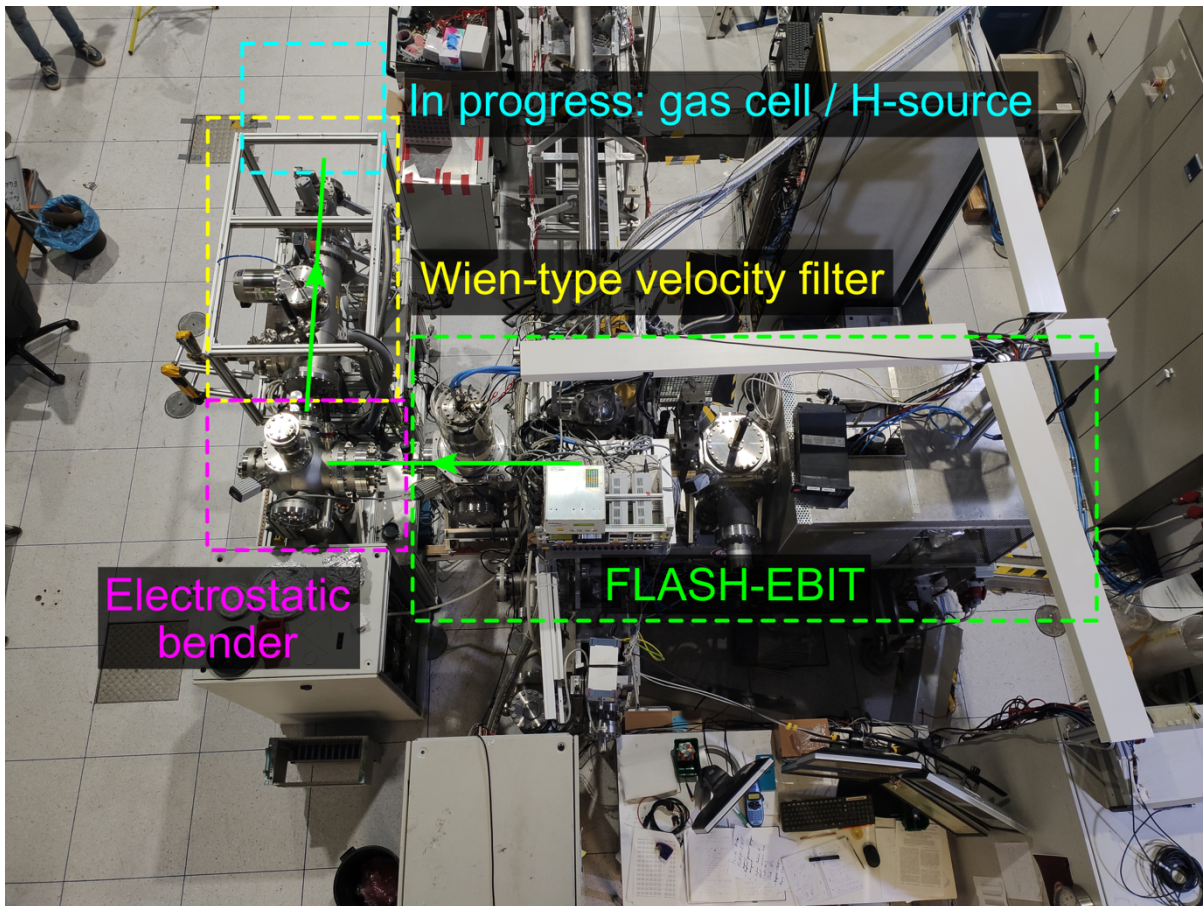 In progress: gas cell / H-source
Wien-type velocity filter
Electrostatic
bender
FLASH-EBIT